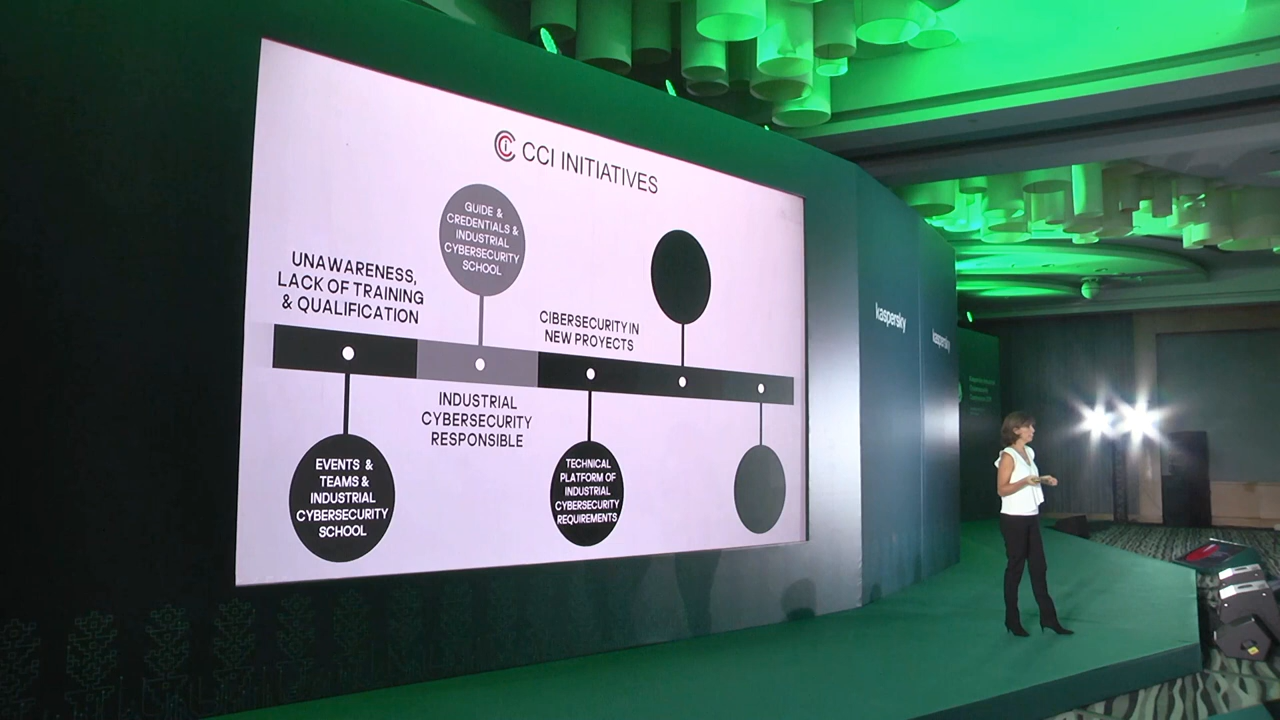 CCI INITIATIVES
GUIDE &
CREDENTIALS &
INDUSTRIAL
CYBERSECURITY
SCHOOL
UNAWARENESS,
LACK OF TRAINING
& QUALIFICATION
CIBERSECURITY IN
NEW PROYECTS
INDUSTRIAL
CYBERSECURITY
RESPONSIBLE
EVENTS &
TEAMS &
INDUSTRIAL
CYBERSECURITY
SCHOOL
TECHNICAL
PLATFORM OF
INDUSTRIAL
CYBERSECURITY
REQUIREMENTS
kaspersky
kaspersky